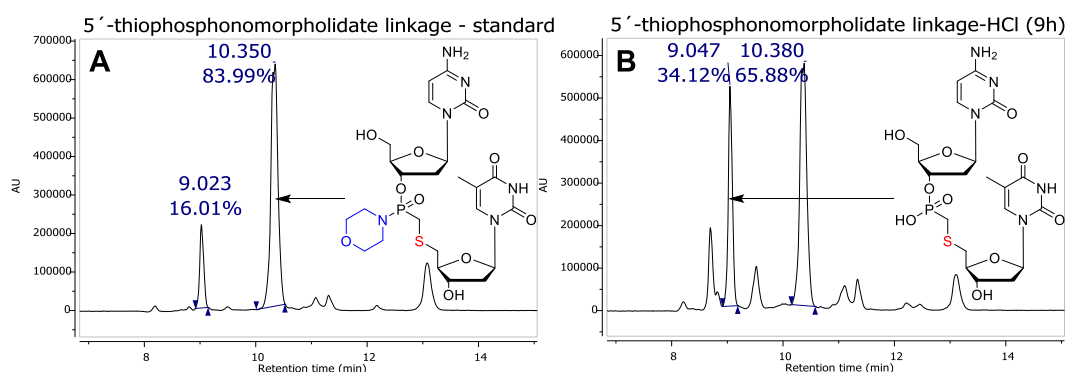 5´-thiophosphonomorpholidate linkage - standard
A
10.350
83.99%
9.023
16.01%
700000
600000
500000
400000
300000
200000
100000
0
AU
8
10
12
14
Retention time (min)
NH2
N
N
O
HO
O
O
P
O
N
O
S
O
NH
N
O
O
OH
5´-thiophosphonomorpholidate linkage-HCl (9h)
B
9.047
34.12%
10.380
65.88%
600000
500000
400000
300000
200000
100000
0
AU
8
10
12
14
Retention time (min)
NH2
N
N
O
HO
O
O
P
O
HO
S
O
NH
N
O
O
OH